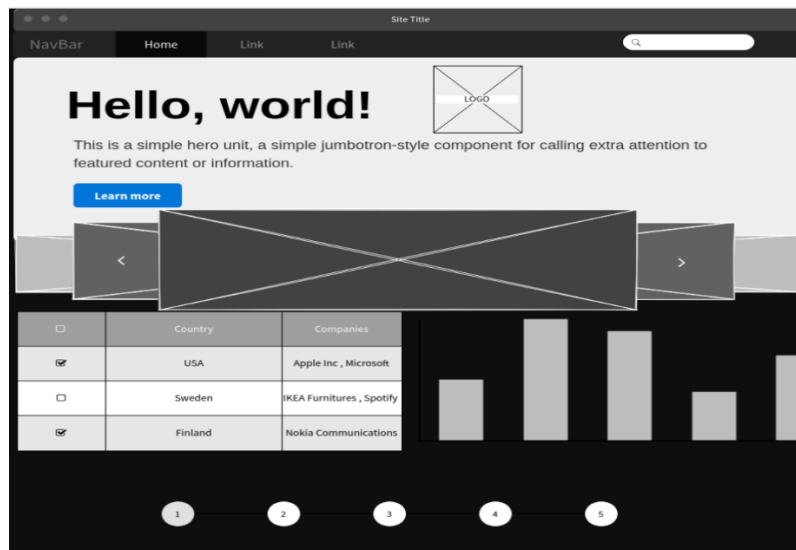 Site Title
NavBar Home Link Link
Hello, world!
LOGO
This is a simple hero unit, a simple jumbotron-style component for calling extra attention to
featured content or information.
Learn more
< >
Country Companies
USA Apple Inc , Microsoft
Sweden IKEA Furnitures , Spotify
Finland Nokia Communications
1 2 3 4 5